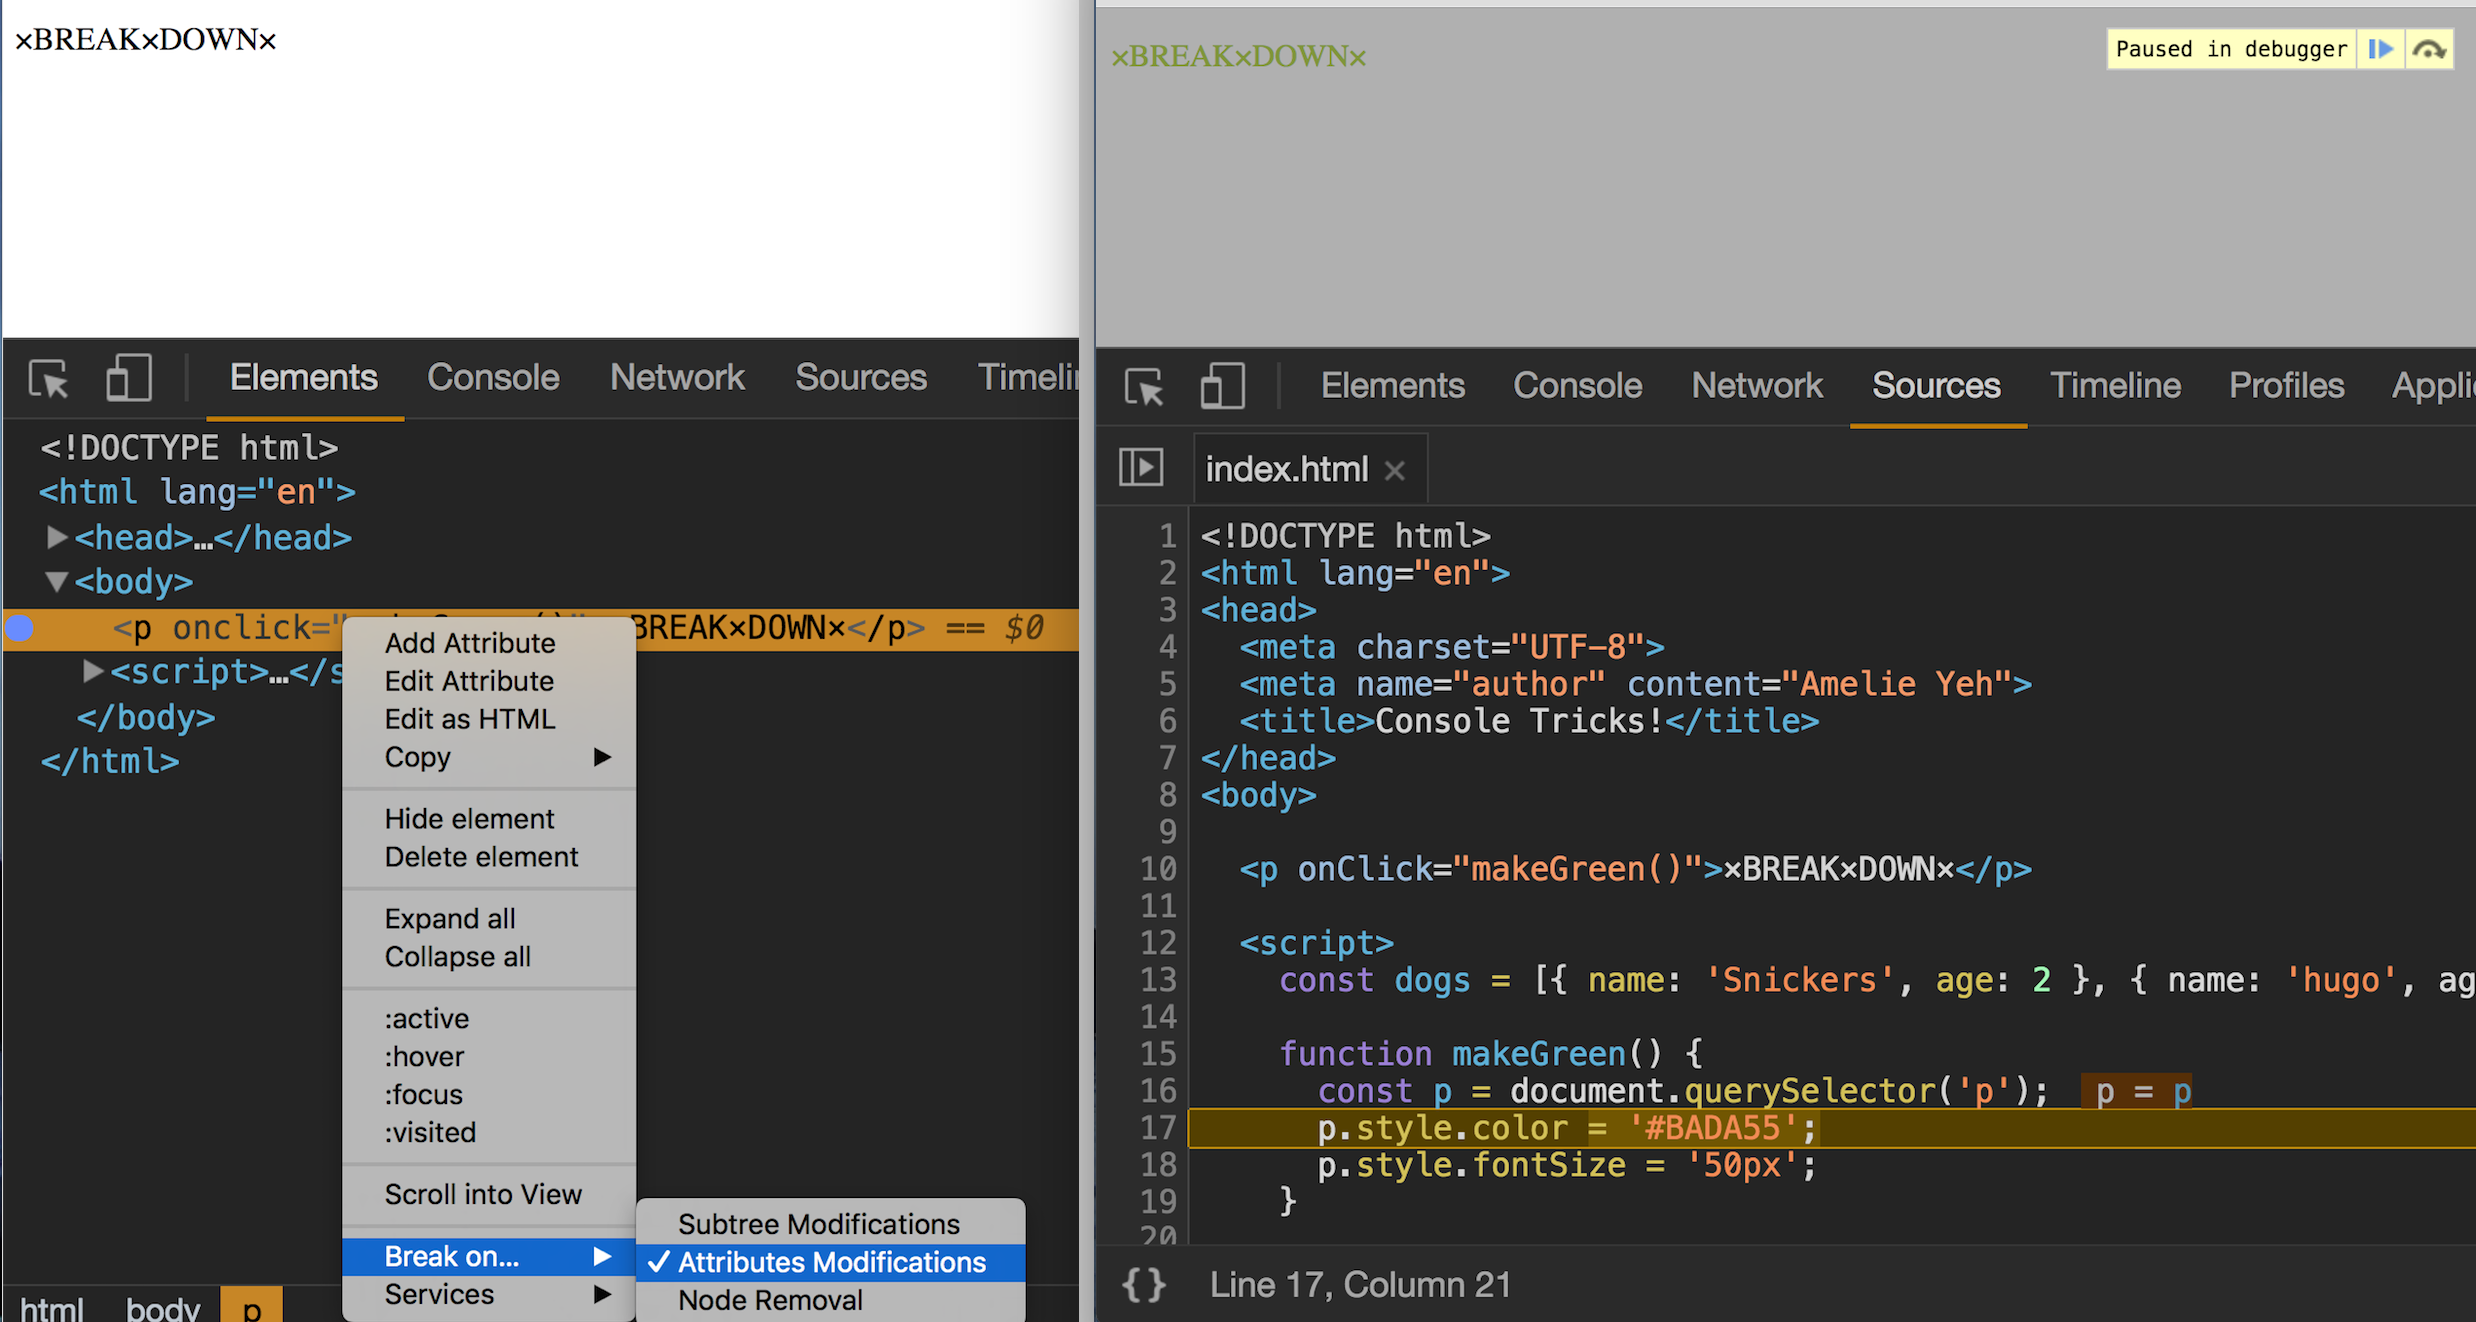 ×BREAK×DOWN×
Elements Console Network Sources
<!DOCTYPE html>
<html lang="en">
▶<head>…</head>
▼<body>
<p onclick=" BREAK×DOWN×</p> == $0
▶<script>…</s
</body>
</html>
Add Attribute
Edit Attribute
Edit as HTML
Copy ▶
Hide element
Delete element
Expand all
Collapse all
:active
:hover
:focus
:visited
Scroll into View
Break on... ▶
Services ▶
Subtree Modifications
✓ Attributes Modifications
Node Removal
html body p
×BREAK×DOWN×
Paused in debugger
Elements Console Network Sources Timeline Profiles
index.html ×
1 <!DOCTYPE html>
2 <html lang="en">
3 <head>
4 <meta charset="UTF-8">
5 <meta name="author" content="Amelie Yeh">
6 <title>Console Tricks!</title>
7 </head>
8 <body>
9
10 <p onClick="makeGreen()">×BREAK×DOWN×</p>
11
12 <script>
13 const dogs = [{ name: 'Snickers', age: 2 }, { name: 'hugo', ag
14
15 function makeGreen() {
16 const p = document.querySelector('p'); p = p
17 p.style.color = '#BADA55';
18 p.style.fontSize = '50px';
19 }
20
{} Line 17, Column 21